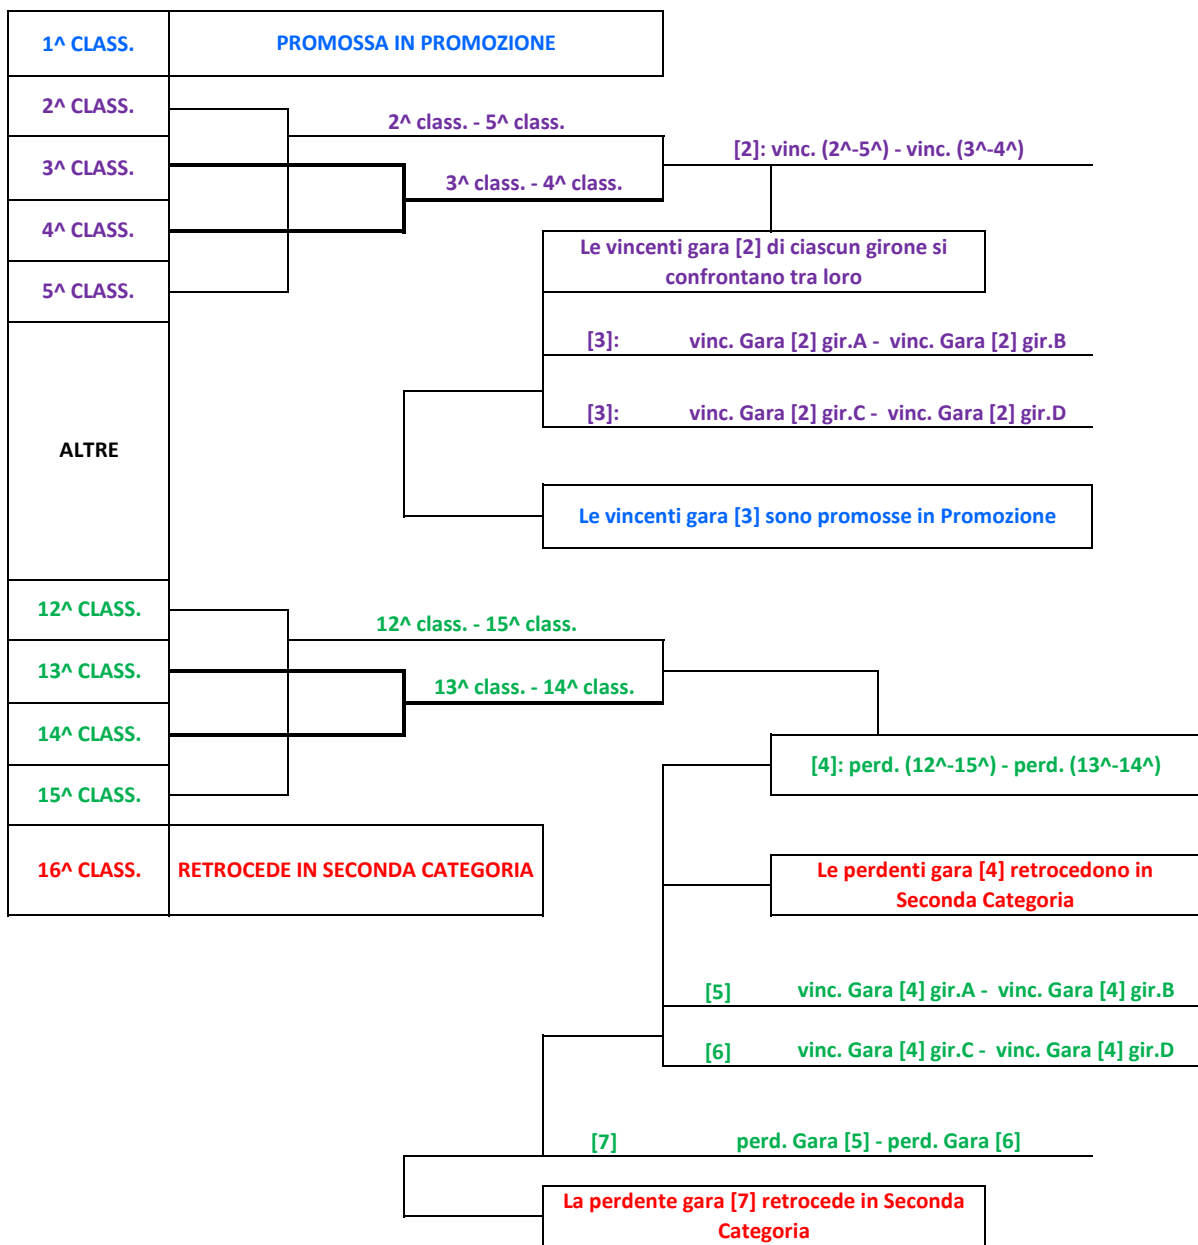 1^ CLASS.
PROMOSSA IN PROMOZIONE
2^ CLASS.
2^ class. - 5^ class.
[2]: vinc. (2^-5^) - vinc. (3^-4^)
3^ CLASS.
3^ class. - 4^ class.
4^ CLASS.
Le vincenti gara [2] di ciascun girone si
confrontano tra loro
5^ CLASS.
[3]: vinc. Gara [2] gir.A - vinc. Gara [2] gir.B
[3]: vinc. Gara [2] gir.C - vinc. Gara [2] gir.D
ALTRE
Le vincenti gara [3] sono promosse in Promozione
12^ CLASS.
12^ class. - 15^ class.
13^ CLASS.
13^ class. - 14^ class.
14^ CLASS.
[4]: perd. (12^-15^) - perd. (13^-14^)
15^ CLASS.
16^ CLASS.
RETROCEDE IN SECONDA CATEGORIA
Le perdenti gara [4] retrocedono in
Seconda Categoria
[5] vinc. Gara [4] gir.A - vinc. Gara [4] gir.B
[6] vinc. Gara [4] gir.C - vinc. Gara [4] gir.D
[7] perd. Gara [5] - perd. Gara [6]
La perdente gara [7] retrocede in Seconda
Categoria